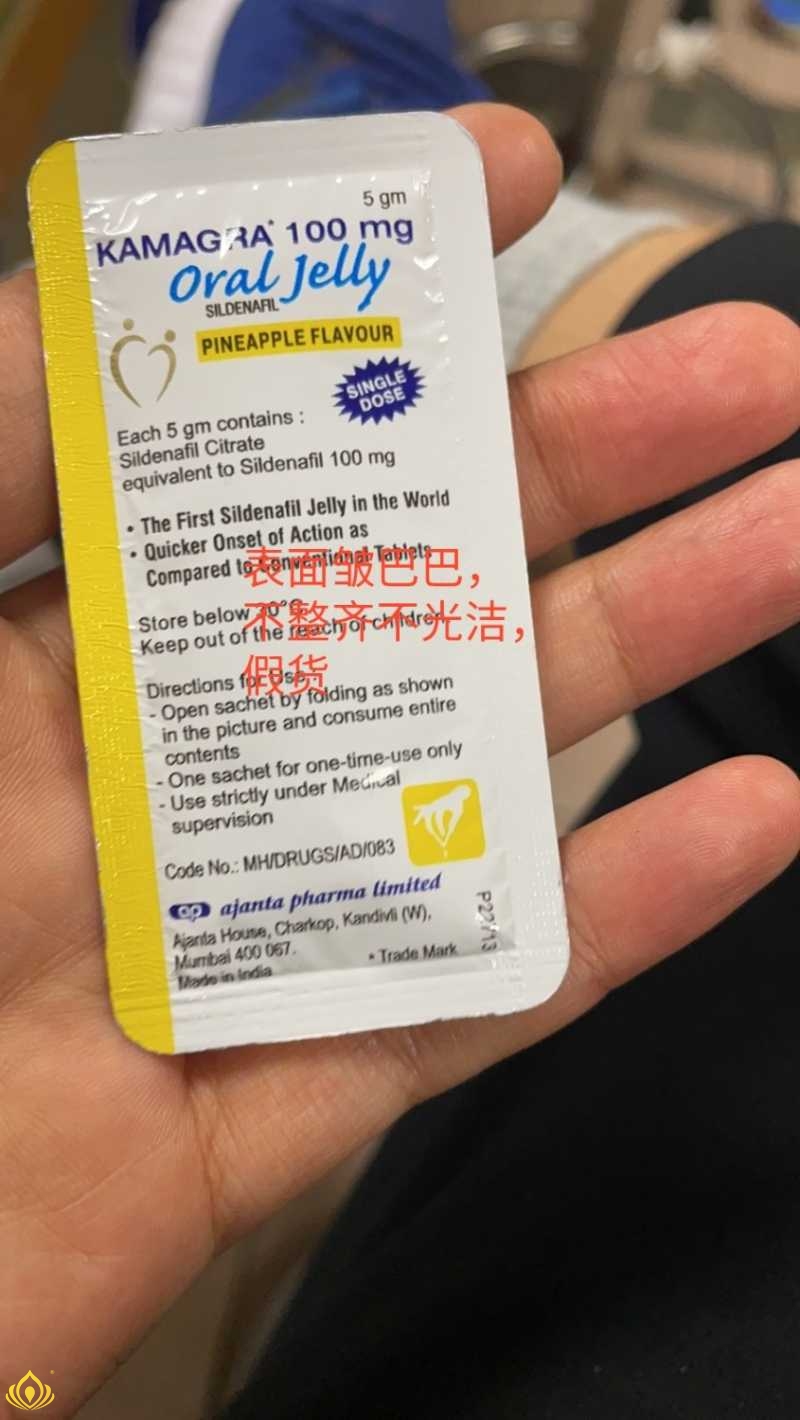 5 gm
KAMAGRA* 100 mg
Oral Jelly
SILDENAFIL
PINEAPPLE FLAVOUR
SINGLE
DOSE
Each 5 gm contains :
Sildenafil Citrate
equivalent to Sildenafil 100 mg
• The First Sildenafil Jelly in the World
• Quicker Onset of Action as
Compared to Conventional Tablets
表面皱巴巴，
Store below 30°C.
不整齐不光洁，
Keep out of the reach of children
假货
Directions for Use:
- Open sachet by folding as shown
in the picture and consume entire
contents
- One sachet for one-time-use only
- Use strictly under Medical
supervision
Code No.: MH/DRUGS/AD/083
ap ajanta pharma limited
Ajanta House, Charkop, Kandivli (W),
Mumbai 400 067.
Made in India
* Trade Mark